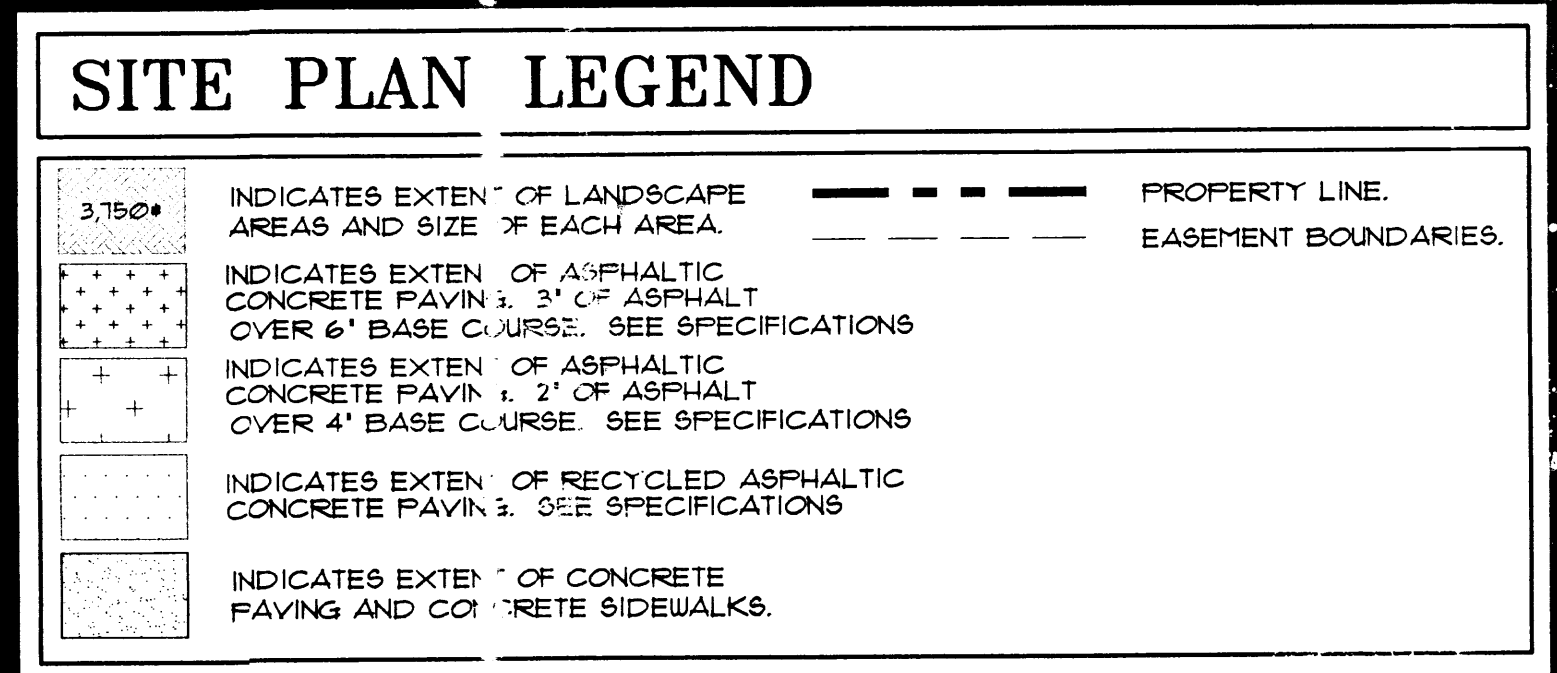 SITE PLAN LEGEND
3,750#
INDICATES EXTENT OF LANDSCAPE
AREAS AND SIZE OF EACH AREA.
INDICATES EXTENT OF ASPHALTIC
CONCRETE PAVING. 3" OF ASPHALT
OVER 6" BASE COURSE. SEE SPECIFICATIONS
INDICATES EXTENT OF ASPHALTIC
CONCRETE PAVING. 2" OF ASPHALT
OVER 4" BASE COURSE. SEE SPECIFICATIONS
INDICATES EXTENT OF RECYCLED ASPHALTIC
CONCRETE PAVING. SEE SPECIFICATIONS
INDICATES EXTENT OF CONCRETE
PAVING AND CONCRETE SIDEWALKS.
PROPERTY LINE.
EASEMENT BOUNDARIES.